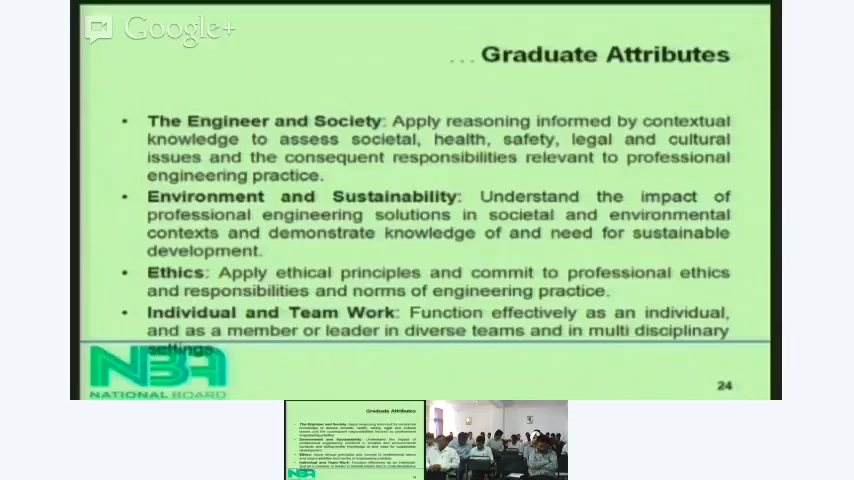 Google+
... Graduate Attributes
• The Engineer and Society: Apply reasoning informed by contextual
knowledge to assess societal, health, safety, legal and cultural
issues and the consequent responsibilities relevant to professional
engineering practice.
• Environment and Sustainability: Understand the impact of
professional engineering solutions in societal and environmental
contexts and demonstrate knowledge of and need for sustainable
development.
• Ethics: Apply ethical principles and commit to professional ethics
and responsibilities and norms of engineering practice.
• Individual and Team Work: Function effectively as an individual,
and as a member or leader in diverse teams and in multi disciplinary
settings.
NBA
NATIONAL BOARD
24
Graduate Attributes